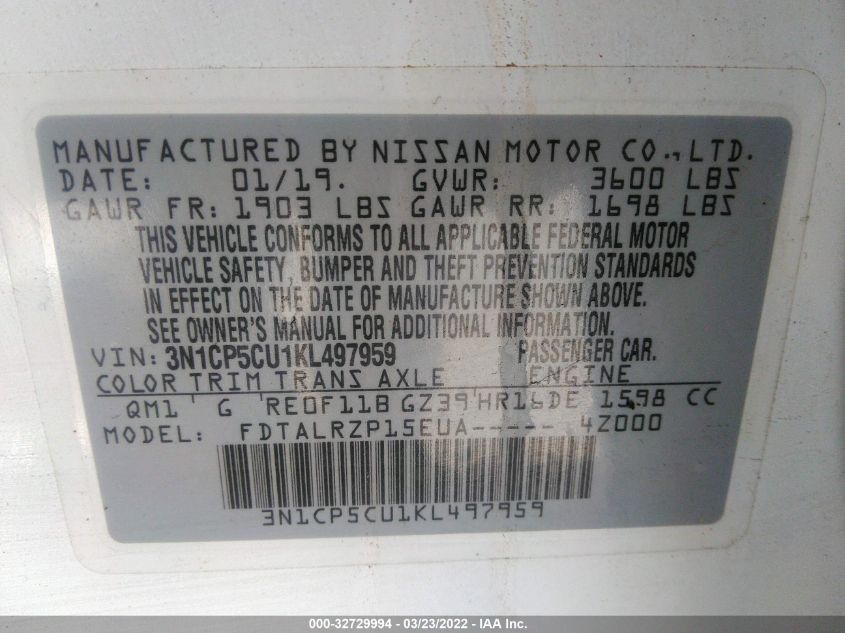 MANUFACTURED BY NISSAN MOTOR CO., LTD.
DATE: 01/19. GVWR: 3600 LBS
GAWR FR: 1903 LBS GAWR RR: 1698 LBS
THIS VEHICLE CONFORMS TO ALL APPLICABLE FEDERAL MOTOR
VEHICLE SAFETY, BUMPER AND THEFT PREVENTION STANDARDS
IN EFFECT ON THE DATE OF MANUFACTURE SHOWN ABOVE.
SEE OWNER'S MANUAL FOR ADDITIONAL INFORMATION.
VIN: 3N1CP5CU1KL497959 PASSENGER CAR.
COLOR TRIM TRANS AXLE ENGINE
QM1 G RE0F11B GZ39 HR16DE 1598 CC
MODEL: FDTALRZP15EUA----- 4Z000
3N1CP5CU1KL497959
000-32729994 - 03/23/2022 - IAA Inc.